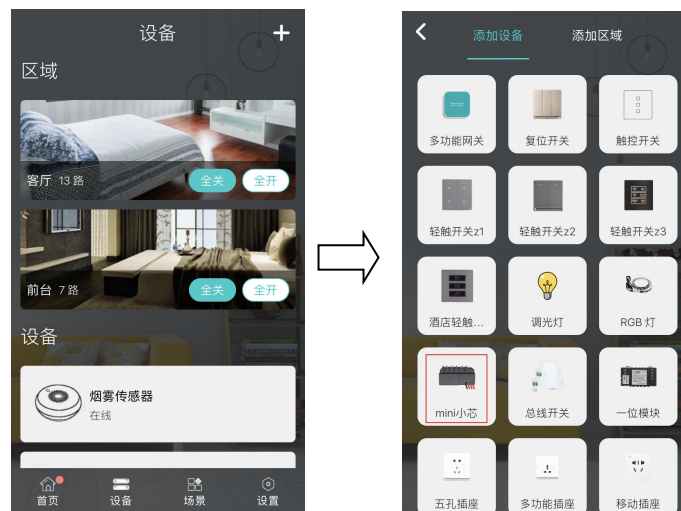 设备
区域
客厅 13 路 全关 全开
前台 7 路 全关 全开
设备
烟雾传感器
在线
首页 设备 场景 设置
添加设备 添加区域
多功能网关 复位开关 触控开关
轻触开关z1 轻触开关z2 轻触开关z3
酒店轻触... 调光灯 RGB 灯
mini小芯 总线开关 一位模块
五孔插座 多功能插座 移动插座